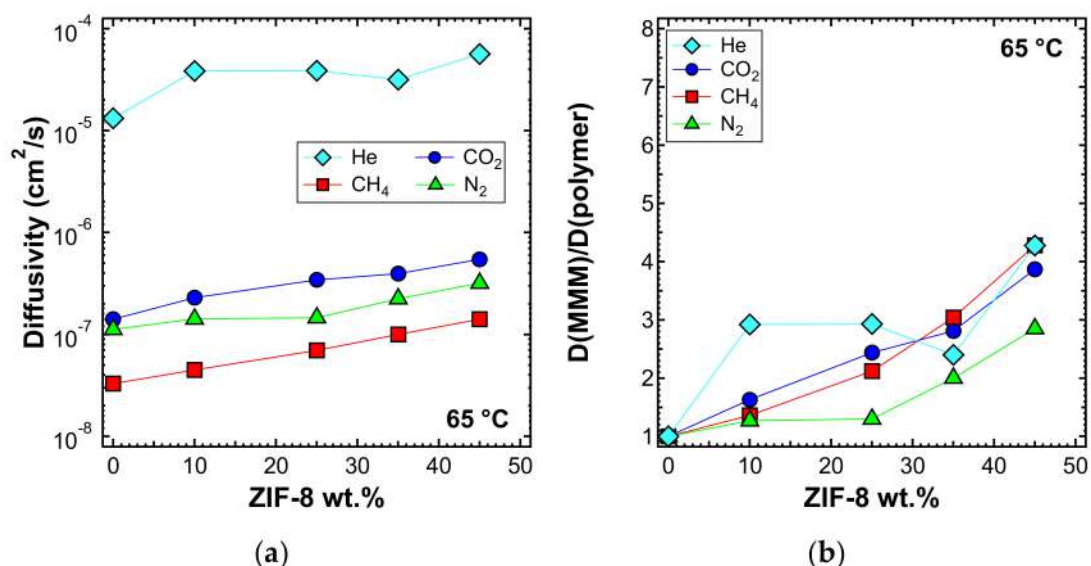 10⁻⁴
10⁻⁵
10⁻⁶
10⁻⁷
10⁻⁸
Diffusivity (cm²/s)
He
CO₂
CH₄
N₂
65 °C
0 10 20 30 40 50
ZIF-8 wt.%
(a)
8
7
6
5
4
3
2
1
D(MMM)/D(polymer)
He
CO₂
CH₄
N₂
65 °C
0 10 20 30 40 50
ZIF-8 wt.%
(b)